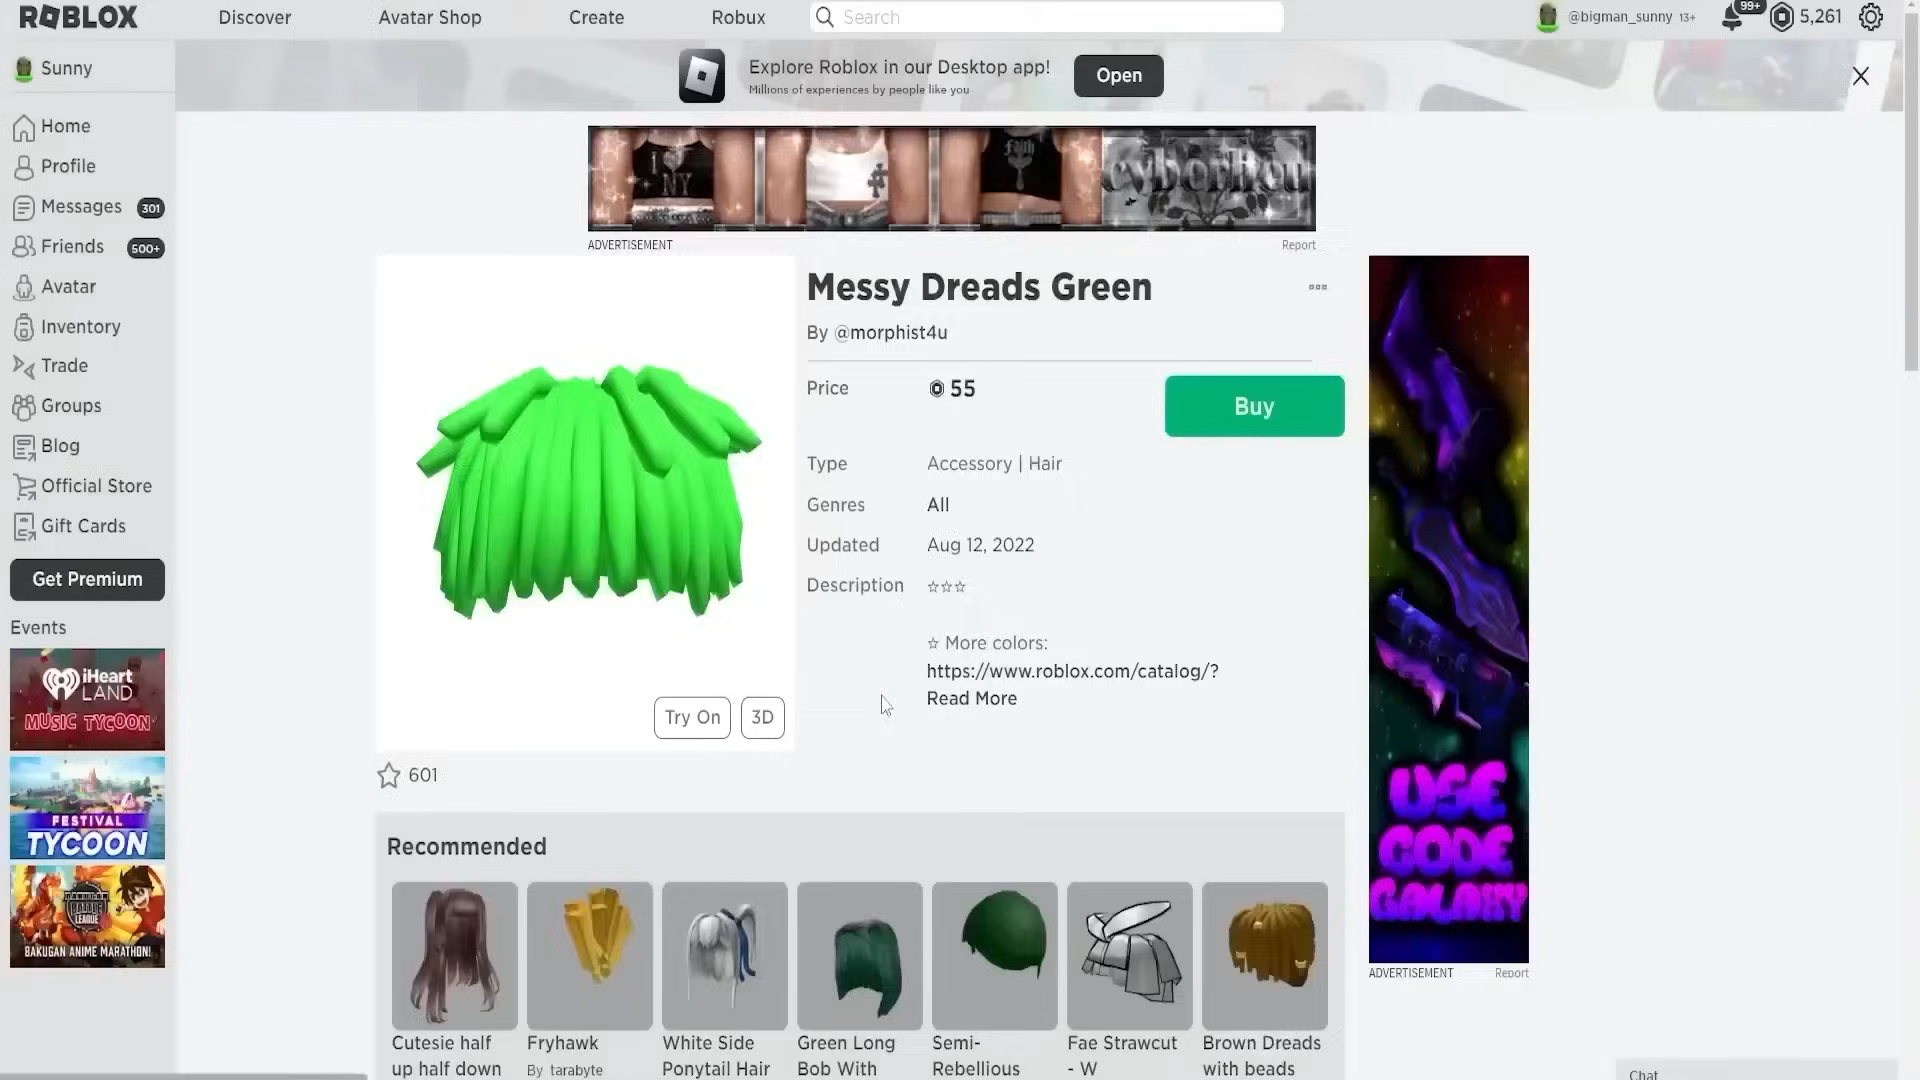 ROBLOX
Discover
Avatar Shop
Create
Robux
Search
@bigman_sunny 13+
99+
5,261
Sunny
Explore Roblox in our Desktop app!
Millions of experiences by people like you
Open
Home
Profile
Messages 301
Friends 500+
Avatar
Inventory
Trade
Groups
Blog
Official Store
Gift Cards
Get Premium
Events
iHeart
LAND
MUSIC TYCOON
FESTIVAL
TYCOON
BATTLE
LEAGUE
BAKUGAN ANIME MARATHON!
I
NY
Faith
ADVERTISEMENT
Report
Messy Dreads Green
By @morphist4u
Price
55
Buy
Type
Accessory | Hair
Genres
All
Updated
Aug 12, 2022
Description
☆☆☆
☆ More colors:
https://www.roblox.com/catalog/?
Read More
Try On
3D
601
USE
CODE
GALAXY
ADVERTISEMENT
Report
Recommended
Cutesie half
up half down
Fryhawk
By tarabyte
White Side
Ponytail Hair
Green Long
Bob With
Semi-
Rebellious
Fae Strawcut
- W
Brown Dreads
with beads
Chat